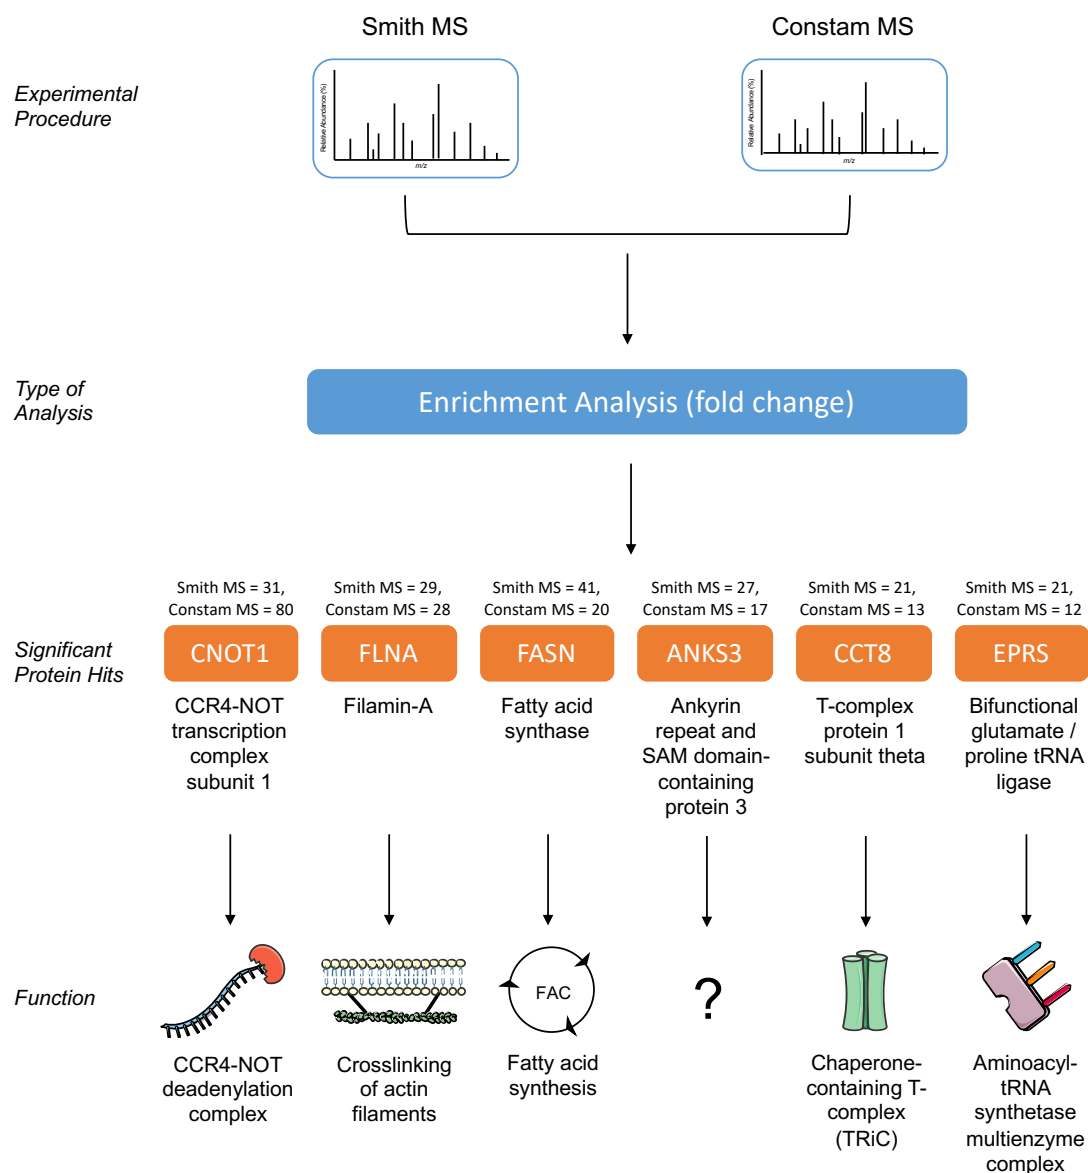 Smith MS
Constam MS
Experimental
Procedure
Relative Abundance (%)
m/z
Relative Abundance (%)
m/z
Type of
Analysis
Enrichment Analysis (fold change)
Significant
Protein Hits
Smith MS = 31,
Constam MS = 80
CNOT1
CCR4-NOT
transcription
complex
subunit 1
Smith MS = 29,
Constam MS = 28
FLNA
Filamin-A
Smith MS = 41,
Constam MS = 20
FASN
Fatty acid
synthase
Smith MS = 27,
Constam MS = 17
ANKS3
Ankyrin
repeat and
SAM domain-
containing
protein 3
Smith MS = 21,
Constam MS = 13
CCT8
T-complex
protein 1
subunit theta
Smith MS = 21,
Constam MS = 12
EPRS
Bifunctional
glutamate /
proline tRNA
ligase
Function
CCR4-NOT
deadenylation
complex
Crosslinking
of actin
filaments
FAC
Fatty acid
synthesis
?
Chaperone-
containing T-
complex
(TRiC)
Aminoacyl-
tRNA
synthetase
multienzyme
complex